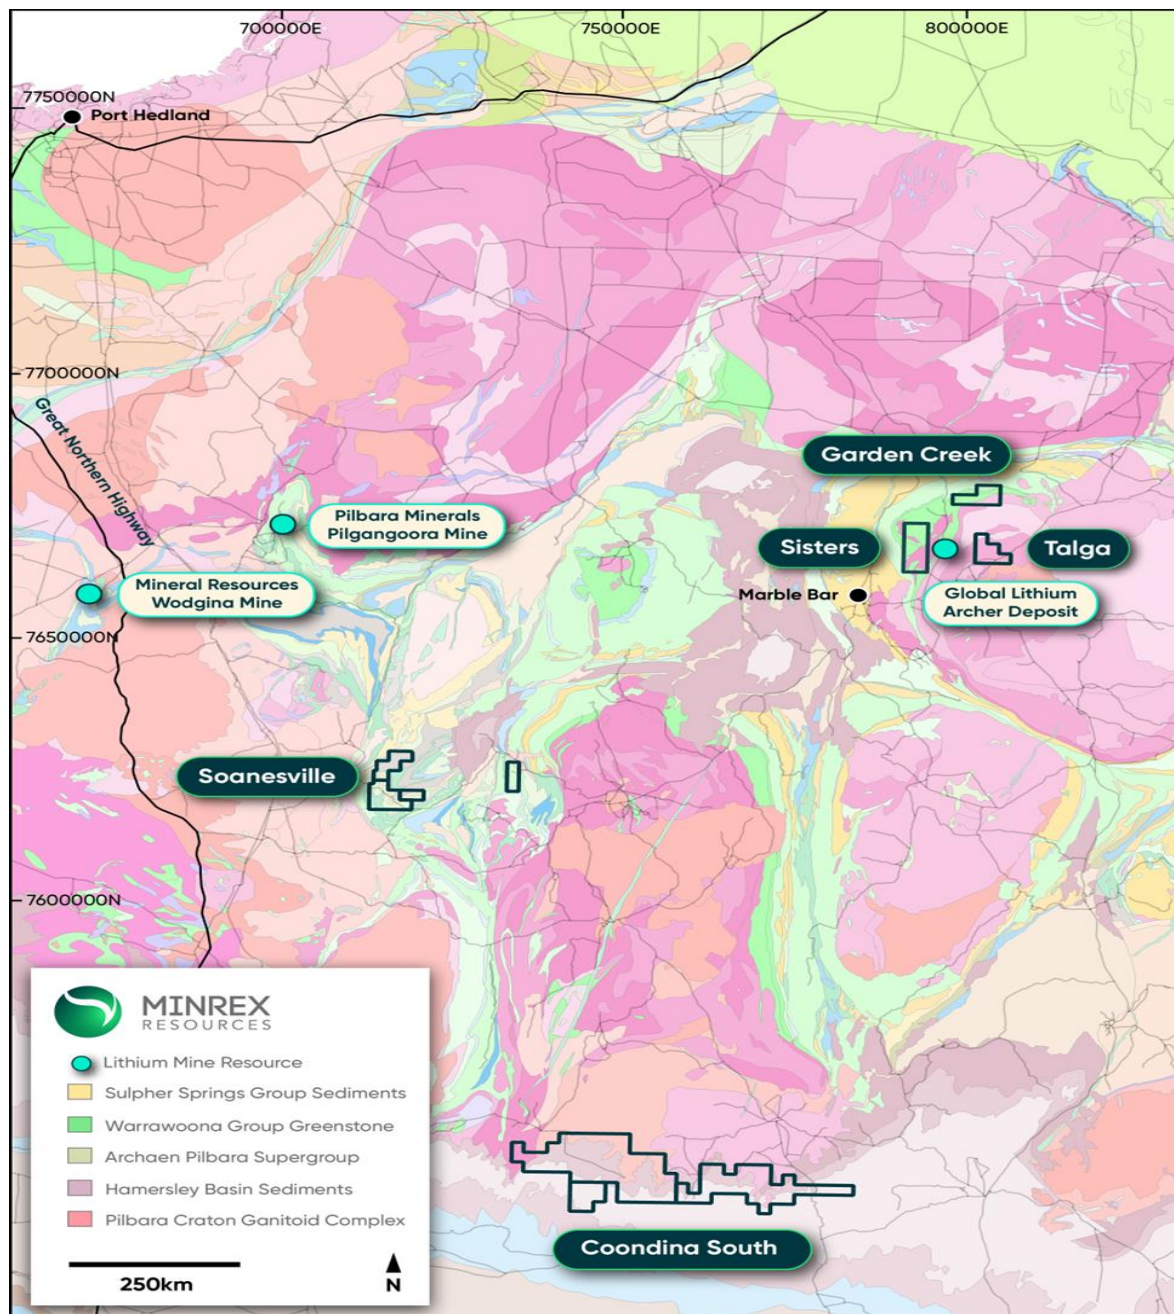 700000E
750000E
800000E
7750000N
Port Hedland
7700000N
Great Northern Highway
Garden Creek
Pilbara Minerals
Pilgangoora Mine
Sisters
Talga
Mineral Resources
Wodgina Mine
Marble Bar
Global Lithium
Archer Deposit
7650000N
Soanesville
7600000N
MINREX
RESOURCES
Lithium Mine Resource
Sulpher Springs Group Sediments
Warrawoona Group Greenstone
Archaen Pilbara Supergroup
Hamersley Basin Sediments
Pilbara Craton Ganitoid Complex
250km
N
Coondina South